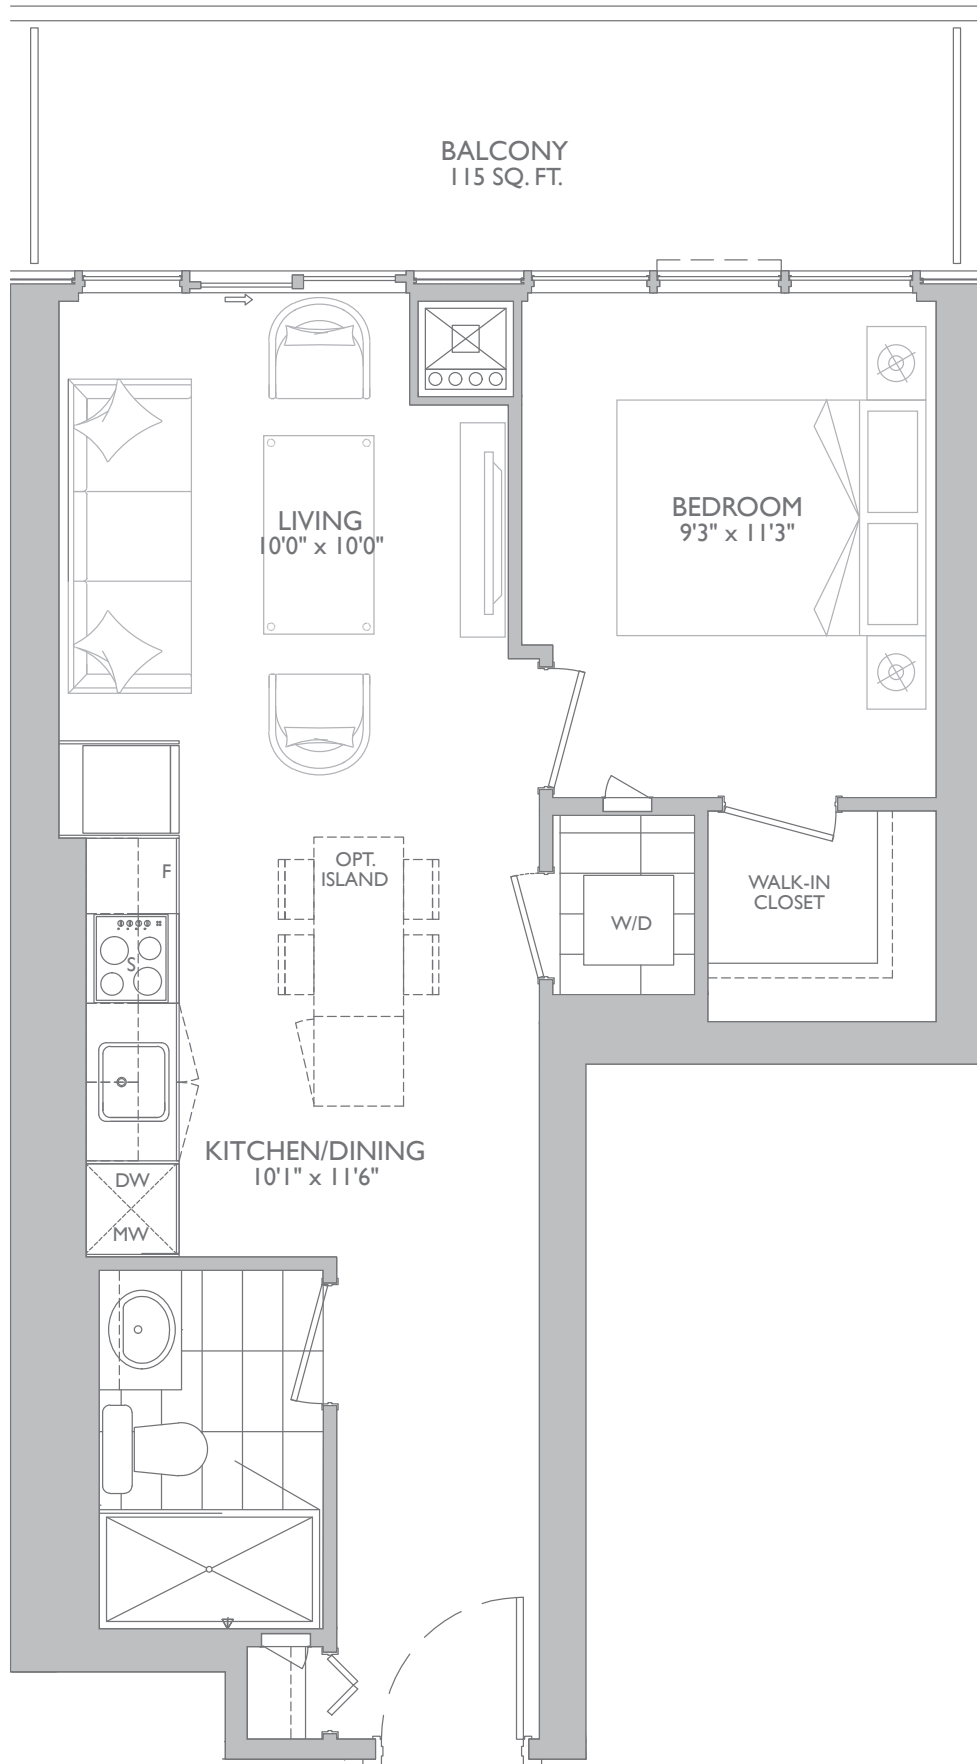 BALCONY
115 SQ. FT.
LIVING
10'0" x 10'0"
BEDROOM
9'3" x 11'3"
F
OPT.
ISLAND
S
W/D
WALK-IN
CLOSET
KITCHEN/DINING
10'1" x 11'6"
DW
MW